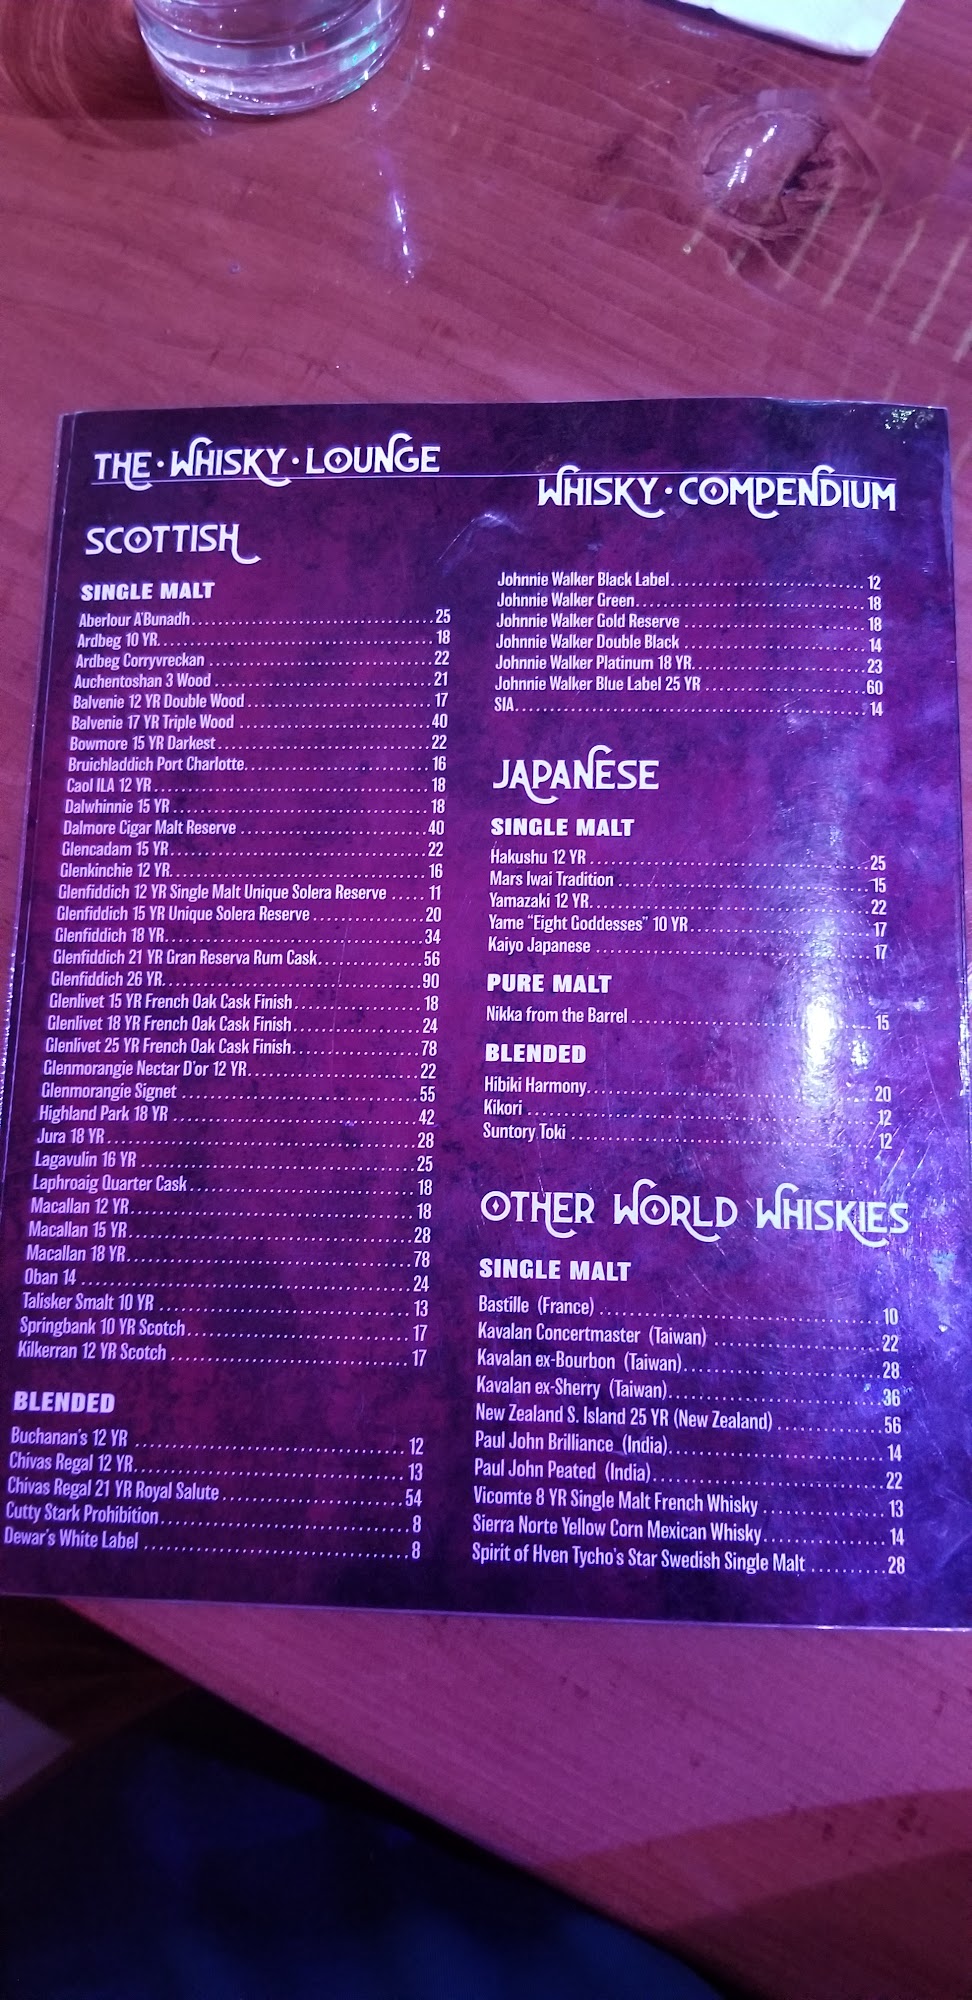 THE · WHISKY · LOUNGE
WHISKY · COMPENDIUM
SCOTTISH
SINGLE MALT
Aberlour A'Bunadh....................25
Ardbeg 10 YR....................18
Ardbeg Corryvreckan....................22
Auchentoshan 3 Wood....................21
Balvenie 12 YR Double Wood....................17
Balvenie 17 YR Triple Wood....................40
Bowmore 15 YR Darkest....................22
Bruichladdich Port Charlotte....................16
Caol ILA 12 YR....................18
Dalwhinnie 15 YR....................18
Dalmore Cigar Malt Reserve....................40
Glencadam 15 YR....................22
Glenkinchie 12 YR....................16
Glenfiddich 12 YR Single Malt Unique Solera Reserve......11
Glenfiddich 15 YR Unique Solera Reserve....................20
Glenfiddich 18 YR....................34
Glenfiddich 21 YR Gran Reserva Rum Cask....................56
Glenfiddich 26 YR....................90
Glenlivet 15 YR French Oak Cask Finish....................18
Glenlivet 18 YR French Oak Cask Finish....................24
Glenlivet 25 YR French Oak Cask Finish....................78
Glenmorangie Nectar D'or 12 YR....................22
Glenmorangie Signet....................55
Highland Park 18 YR....................42
Jura 18 YR....................28
Lagavulin 16 YR....................25
Laphroaig Quarter Cask....................18
Macallan 12 YR....................18
Macallan 15 YR....................28
Macallan 18 YR....................78
Oban 14....................24
Talisker Smalt 10 YR....................13
Springbank 10 YR Scotch....................17
Kilkerran 12 YR Scotch....................17
BLENDED
Buchanan's 12 YR....................12
Chivas Regal 12 YR....................13
Chivas Regal 21 YR Royal Salute....................54
Cutty Stark Prohibition....................8
Dewar's White Label....................8
Johnnie Walker Black Label....................12
Johnnie Walker Green....................18
Johnnie Walker Gold Reserve....................18
Johnnie Walker Double Black....................14
Johnnie Walker Platinum 18 YR....................23
Johnnie Walker Blue Label 25 YR....................60
SIA....................14
JAPANESE
SINGLE MALT
Hakushu 12 YR....................25
Mars Iwai Tradition....................15
Yamazaki 12 YR....................22
Yame "Eight Goddesses" 10 YR....................17
Kaiyo Japanese....................17
PURE MALT
Nikka from the Barrel....................15
BLENDED
Hibiki Harmony....................20
Kikori....................12
Suntory Toki....................12
OTHER WORLD WHISKIES
SINGLE MALT
Bastille (France)....................10
Kavalan Concertmaster (Taiwan)....................22
Kavalan ex-Bourbon (Taiwan)....................28
Kavalan ex-Sherry (Taiwan)....................36
New Zealand S. Island 25 YR (New Zealand)....................56
Paul John Brilliance (India)....................14
Paul John Peated (India)....................22
Vicomte 8 YR Single Malt French Whisky....................13
Sierra Norte Yellow Corn Mexican Whisky....................14
Spirit of Hven Tycho's Star Swedish Single Malt..........28